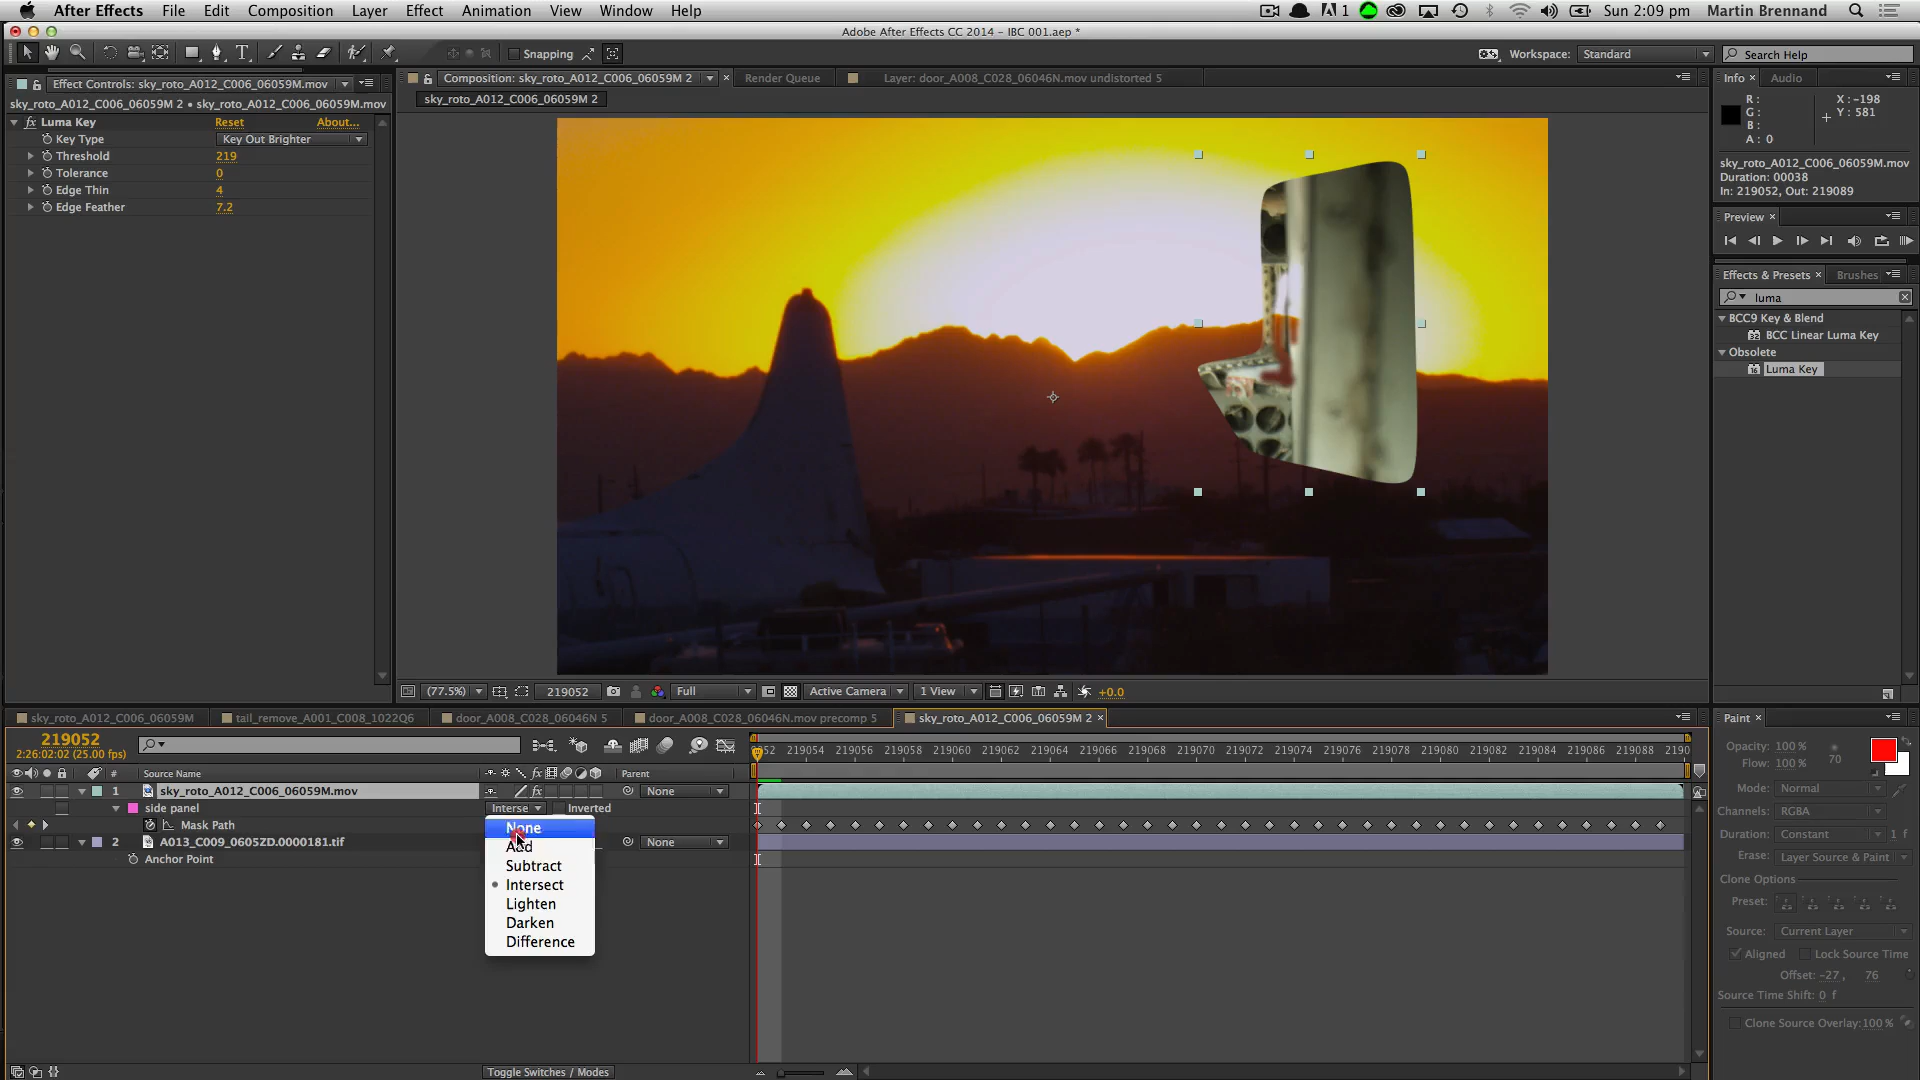 After Effects File Edit Composition Layer Effect Animation View Window Help 1 Sun 2:09 pm Martin Brennand
Adobe After Effects CC 2014 - IBC 001.aep *
Snapping Workspace: Standard Search Help
Effect Controls: sky_roto_A012_C006_06059M.mov
Composition: sky_roto_A012_C006_06059M 2 Render Queue Layer: door_A008_C028_06046N.mov undistorted 5
Info Audio
sky_roto_A012_C006_06059M 2 • sky_roto_A012_C006_06059M.mov
sky_roto_A012_C006_06059M 2
Luma Key Reset About...
Key Type Key Out Brighter
Threshold 219
Tolerance 0
Edge Thin 4
Edge Feather 7.2
R: X: -198
G: Y: 581
B:
A: 0
sky_roto_A012_C006_06059M.mov
Duration: 00038
In: 219052, Out: 219089
Preview
Effects & Presets Brushes
luma
BCC9 Key & Blend
BCC Linear Luma Key
Obsolete
Luma Key
(77.5%) 219052 Full Active Camera 1 View +0.0
sky_roto_A012_C006_06059M tail_remove_A001_C008_1022Q6 door_A008_C028_06046N 5 door_A008_C028_06046N.mov precomp 5 sky_roto_A012_C006_06059M 2
219052
2:26:02:02 (25.00 fps)
52 219054 219056 219058 219060 219062 219064 219066 219068 219070 219072 219074 219076 219078 219080 219082 219084 219086 219088 2190
# Source Name fx Parent
1 sky_roto_A012_C006_06059M.mov fx None
side panel Interse Inverted
Mask Path
2 A013_C009_0605ZD.0000181.tif None
Anchor Point
None
Add
Subtract
Intersect
Lighten
Darken
Difference
Toggle Switches / Modes
Paint
Opacity: 100 %
Flow: 100 % 70
Mode: Normal
Channels: RGBA
Duration: Constant 1 f
Erase: Layer Source & Paint
Clone Options
Preset:
Source: Current Layer
Aligned Lock Source Time
Offset: -27 , 76
Source Time Shift: 0 f
Clone Source Overlay: 100 %